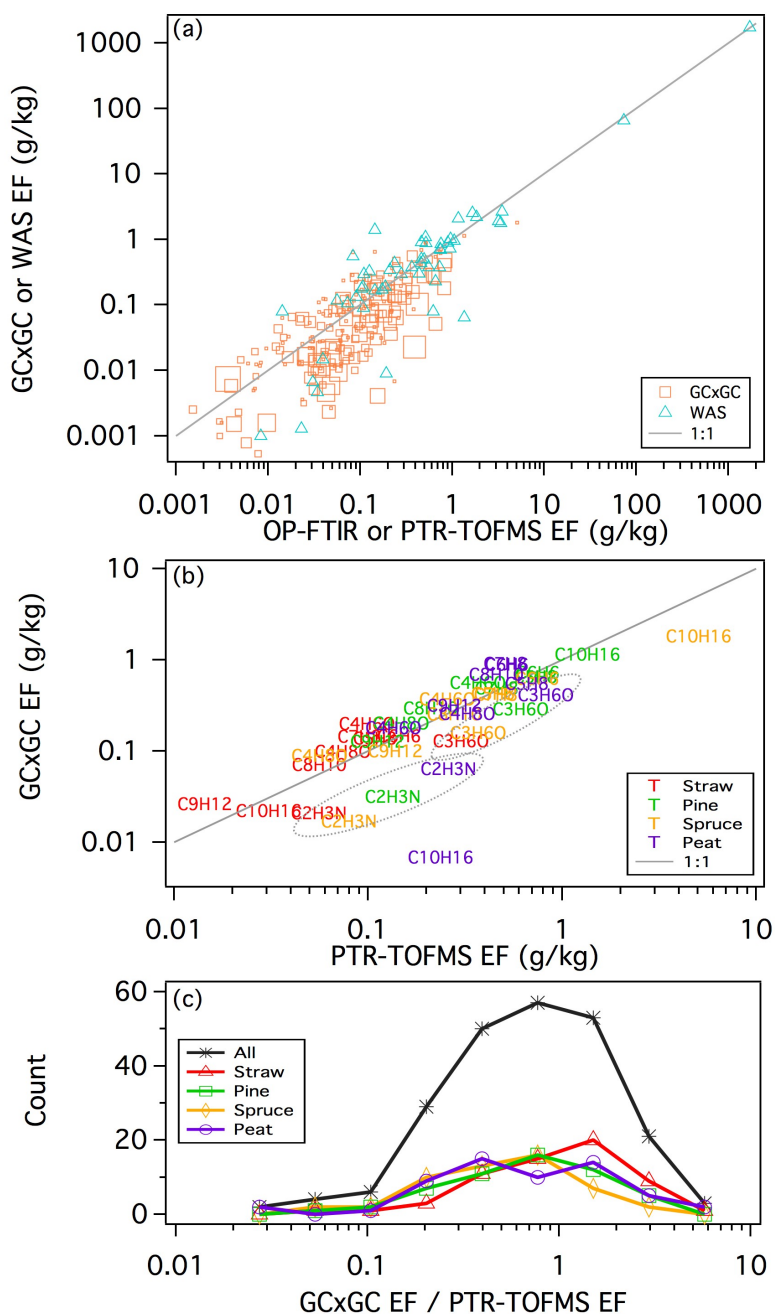 (a)
1000
100
10
1
0.1
0.01
0.001
GCxGC or WAS EF (g/kg)
GCxGC
WAS
1:1
0.001 0.01 0.1 1 10 100 1000
OP-FTIR or PTR-TOFMS EF (g/kg)
(b)
10
1
0.1
0.01
GCxGC EF (g/kg)
C10H16
C10H16
C3H6O
C3H6O
C3H6O
C3H6O
C4H8O
C9H12
C9H12
C8H10
C2H3N
C2H3N
C2H3N
C2H3N
C9H12
C10H16
C10H16
Straw
Pine
Spruce
Peat
1:1
0.01 0.1 1 10
PTR-TOFMS EF (g/kg)
(c)
60
40
20
0
Count
All
Straw
Pine
Spruce
Peat
0.01 0.1 1 10
GCxGC EF / PTR-TOFMS EF